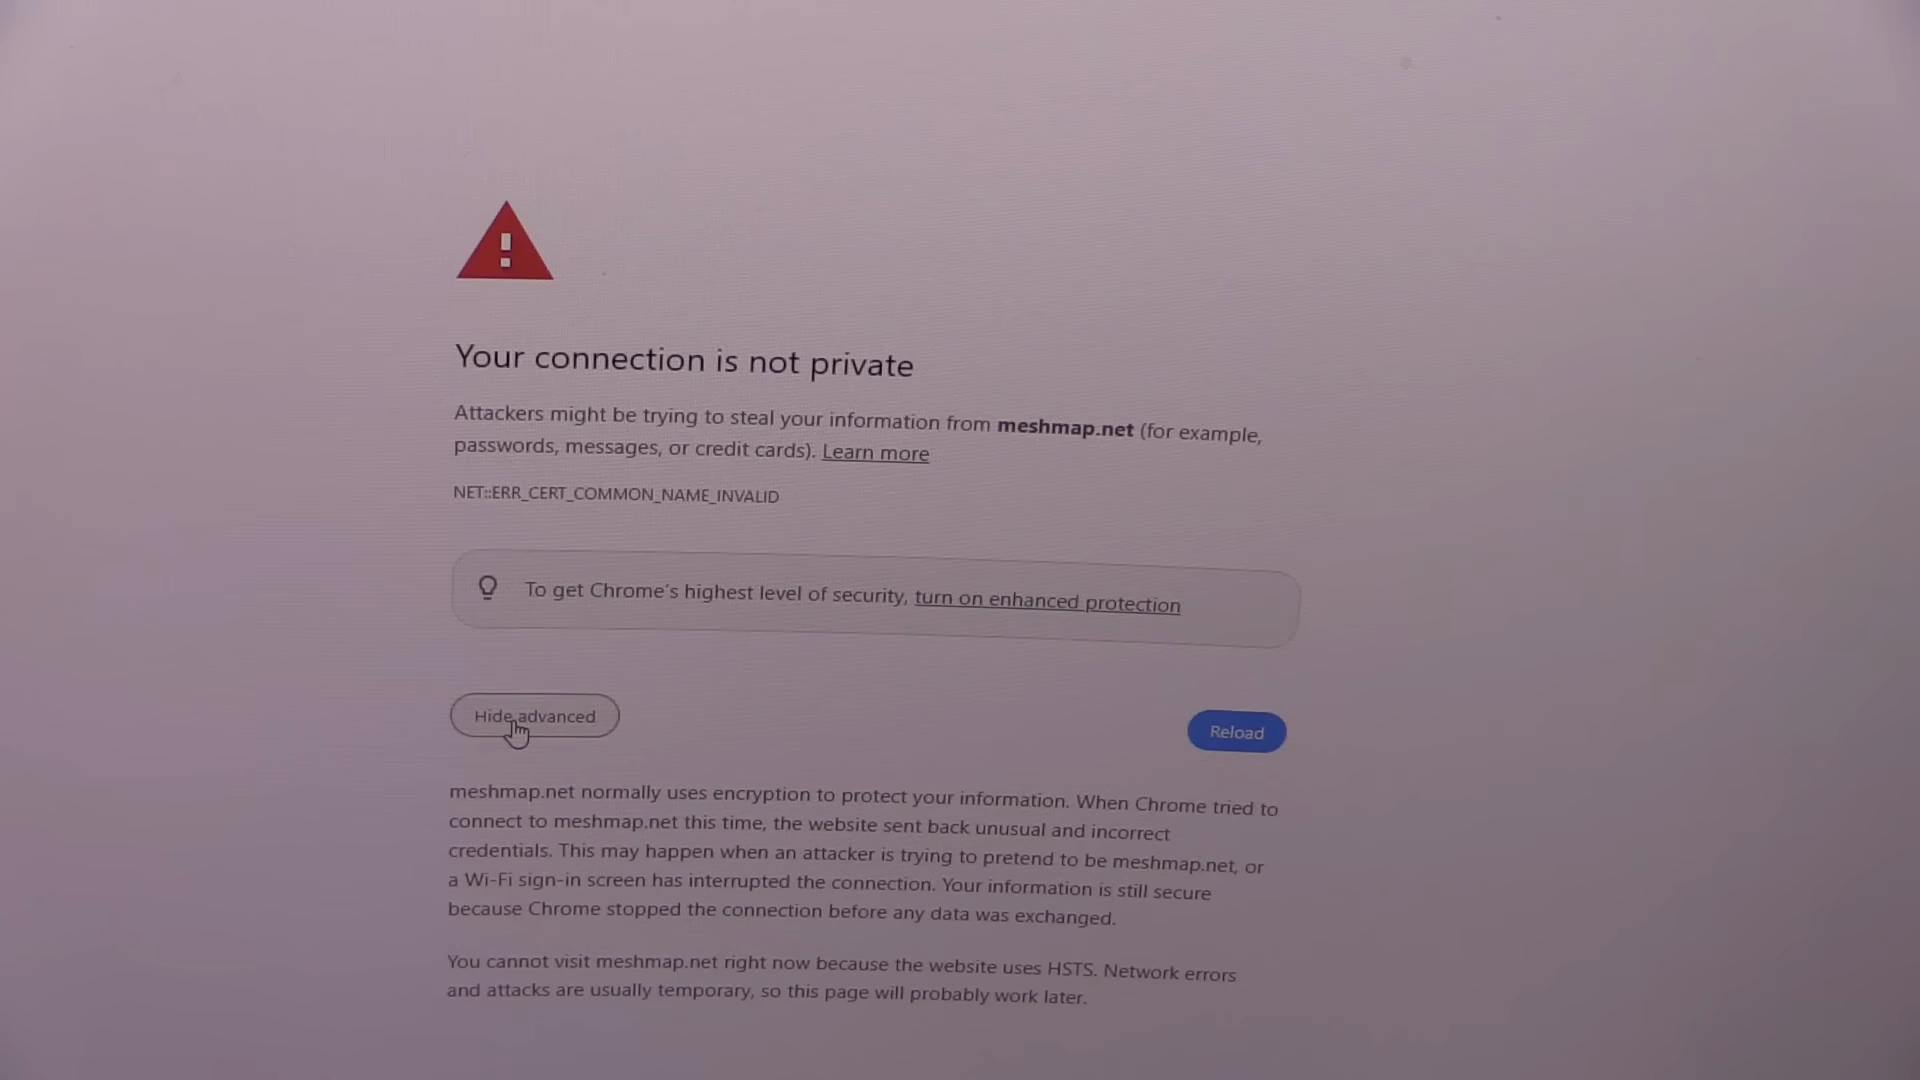 Your connection is not private
Attackers might be trying to steal your information from meshmap.net (for example,
passwords, messages, or credit cards). Learn more
NET::ERR_CERT_COMMON_NAME_INVALID
To get Chrome's highest level of security, turn on enhanced protection
Hide advanced
Reload
meshmap.net normally uses encryption to protect your information. When Chrome tried to
connect to meshmap.net this time, the website sent back unusual and incorrect
credentials. This may happen when an attacker is trying to pretend to be meshmap.net, or
a Wi-Fi sign-in screen has interrupted the connection. Your information is still secure
because Chrome stopped the connection before any data was exchanged.
You cannot visit meshmap.net right now because the website uses HSTS. Network errors
and attacks are usually temporary, so this page will probably work later.